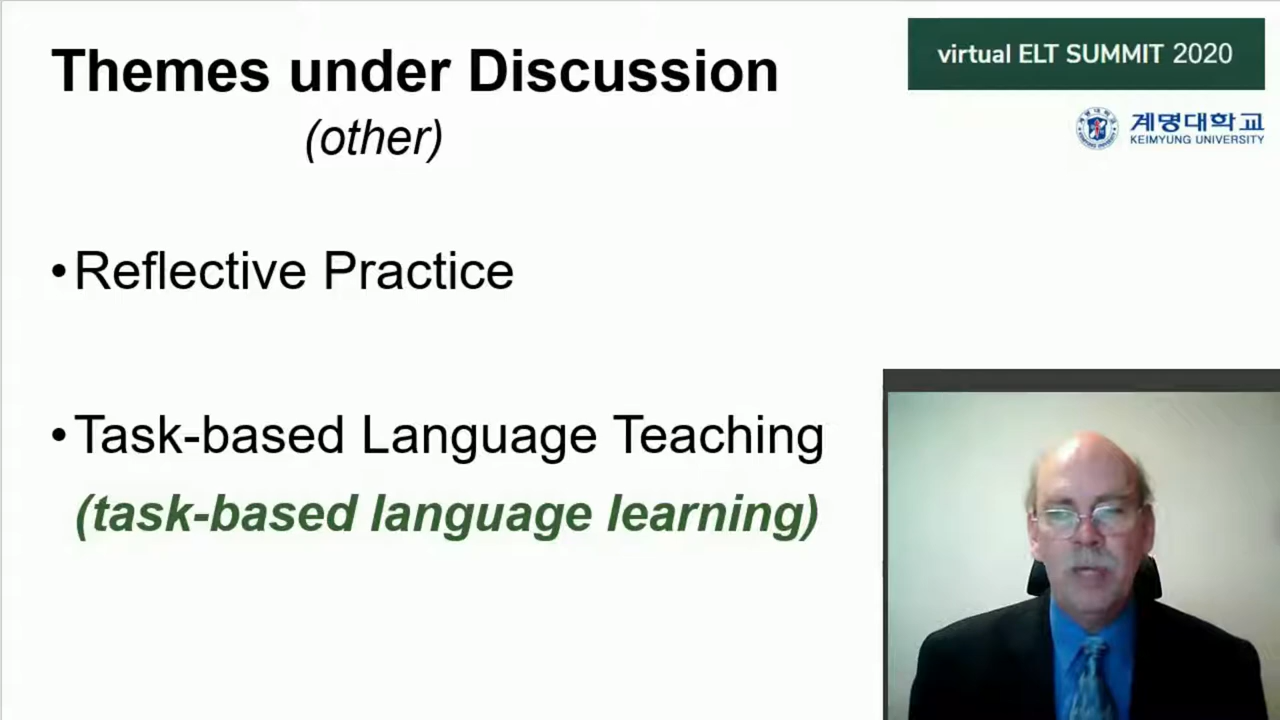 Themes under Discussion
(other)
virtual ELT SUMMIT 2020
계명대학교
KEIMYUNG UNIVERSITY
•Reflective Practice
•Task-based Language Teaching
(task-based language learning)